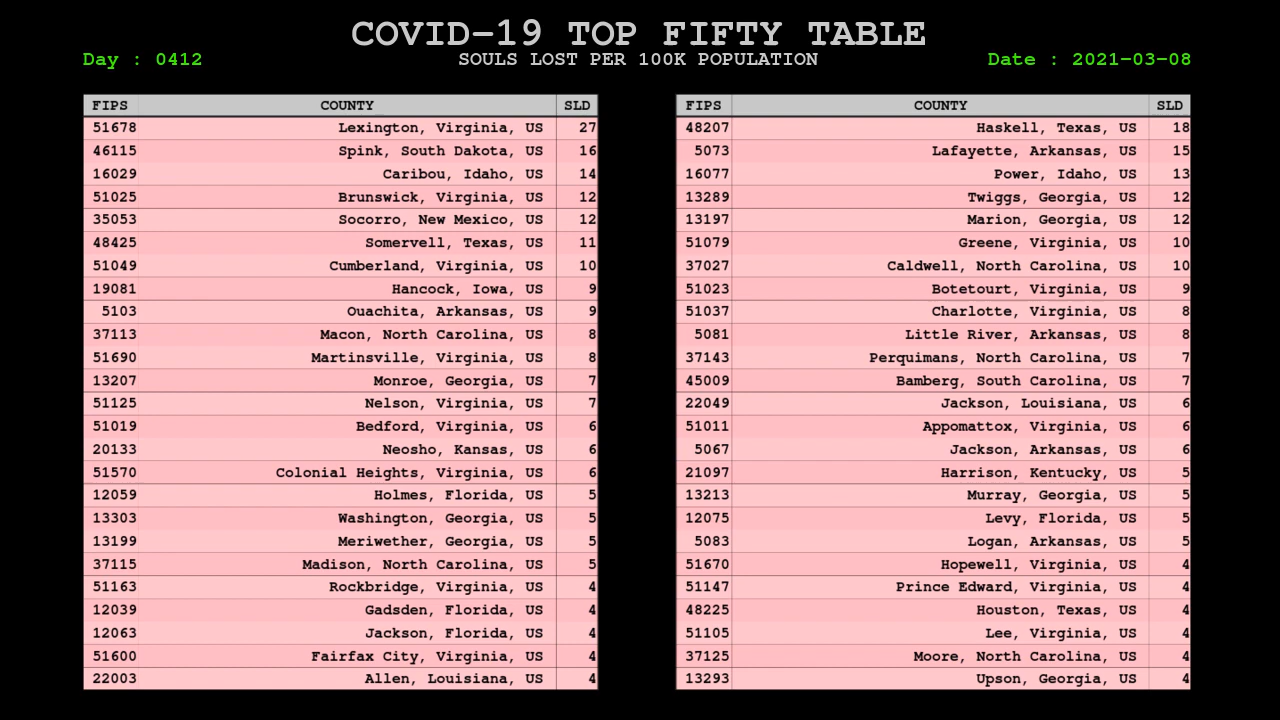 COVID-19 TOP FIFTY TABLE
Day : 0412 SOULS LOST PER 100K POPULATION Date : 2021-03-08
FIPS COUNTY SLD
51678 Lexington, Virginia, US 27
46115 Spink, South Dakota, US 16
16029 Caribou, Idaho, US 14
51025 Brunswick, Virginia, US 12
35053 Socorro, New Mexico, US 12
48425 Somervell, Texas, US 11
51049 Cumberland, Virginia, US 10
19081 Hancock, Iowa, US 9
5103 Ouachita, Arkansas, US 9
37113 Macon, North Carolina, US 8
51690 Martinsville, Virginia, US 8
13207 Monroe, Georgia, US 7
51125 Nelson, Virginia, US 7
51019 Bedford, Virginia, US 6
20133 Neosho, Kansas, US 6
51570 Colonial Heights, Virginia, US 6
12059 Holmes, Florida, US 5
13303 Washington, Georgia, US 5
13199 Meriwether, Georgia, US 5
37115 Madison, North Carolina, US 5
51163 Rockbridge, Virginia, US 4
12039 Gadsden, Florida, US 4
12063 Jackson, Florida, US 4
51600 Fairfax City, Virginia, US 4
22003 Allen, Louisiana, US 4
FIPS COUNTY SLD
48207 Haskell, Texas, US 18
5073 Lafayette, Arkansas, US 15
16077 Power, Idaho, US 13
13289 Twiggs, Georgia, US 12
13197 Marion, Georgia, US 12
51079 Greene, Virginia, US 10
37027 Caldwell, North Carolina, US 10
51023 Botetourt, Virginia, US 9
51037 Charlotte, Virginia, US 8
5081 Little River, Arkansas, US 8
37143 Perquimans, North Carolina, US 7
45009 Bamberg, South Carolina, US 7
22049 Jackson, Louisiana, US 6
51011 Appomattox, Virginia, US 6
5067 Jackson, Arkansas, US 6
21097 Harrison, Kentucky, US 5
13213 Murray, Georgia, US 5
12075 Levy, Florida, US 5
5083 Logan, Arkansas, US 5
51670 Hopewell, Virginia, US 4
51147 Prince Edward, Virginia, US 4
48225 Houston, Texas, US 4
51105 Lee, Virginia, US 4
37125 Moore, North Carolina, US 4
13293 Upson, Georgia, US 4